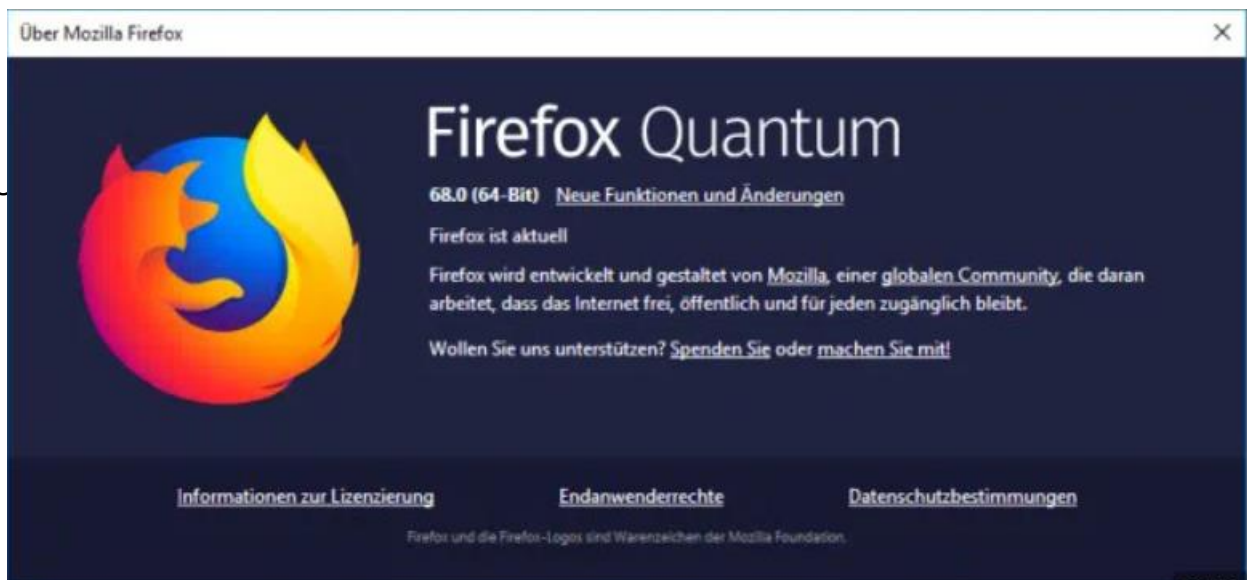 Über Mozilla Firefox
Firefox Quantum
68.0 (64-Bit) Neue Funktionen und Änderungen
Firefox ist aktuell
Firefox wird entwickelt und gestaltet von Mozilla, einer globalen Community, die daran
arbeitet, dass das Internet frei, öffentlich und für jeden zugänglich bleibt.
Wollen Sie uns unterstützen? Spenden Sie oder machen Sie mit!
Informationen zur Lizenzierung Endanwenderrechte Datenschutzbestimmungen
Firefox und die Firefox-Logos sind Warenzeichen der Mozilla Foundation.